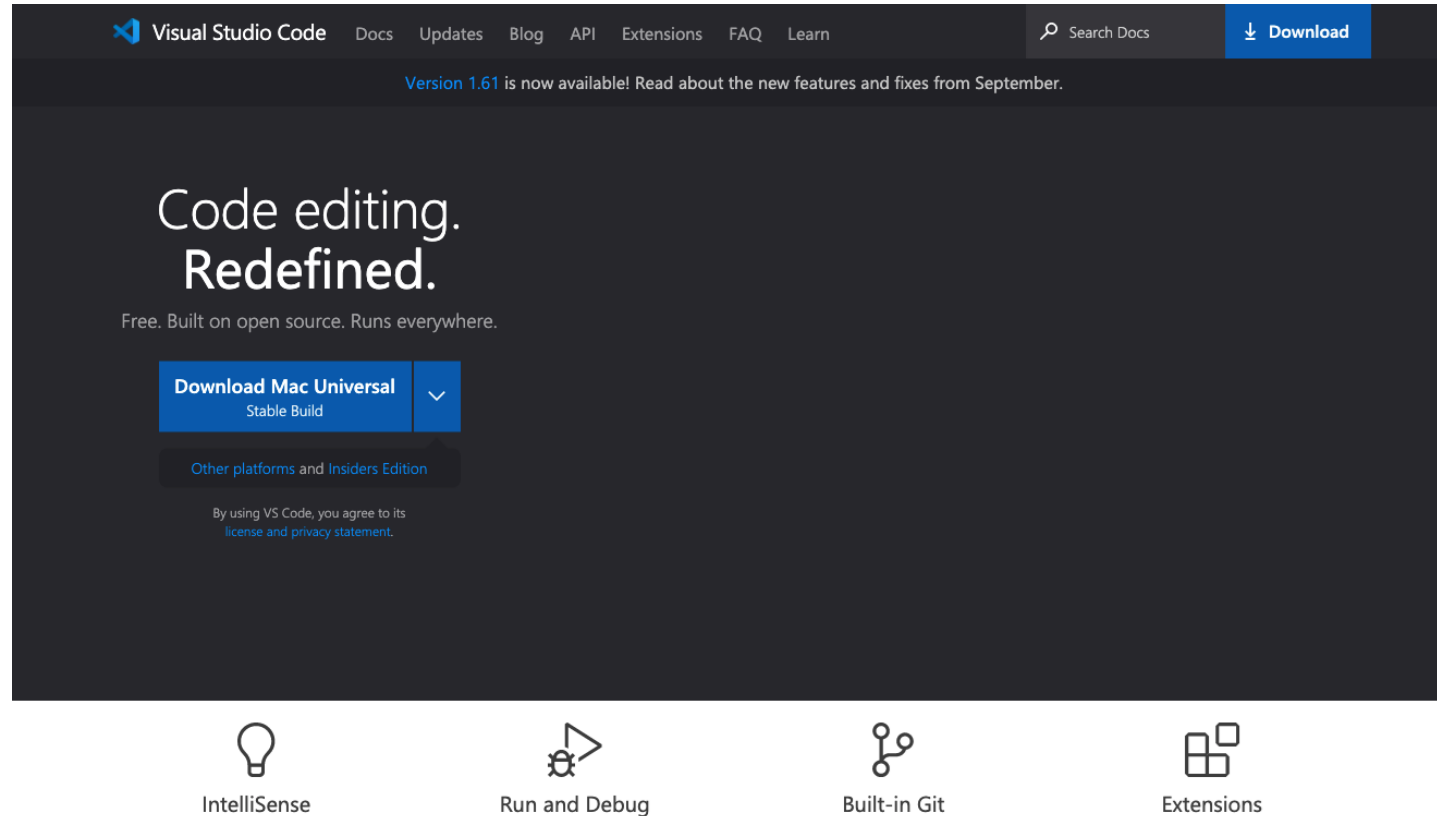 Visual Studio Code Docs Updates Blog API Extensions FAQ Learn Search Docs Download
Version 1.61 is now available! Read about the new features and fixes from September.
Code editing.
Redefined.
Free. Built on open source. Runs everywhere.
Download Mac Universal
Stable Build
Other platforms and Insiders Edition
By using VS Code, you agree to its
license and privacy statement.
IntelliSense Run and Debug Built-in Git Extensions